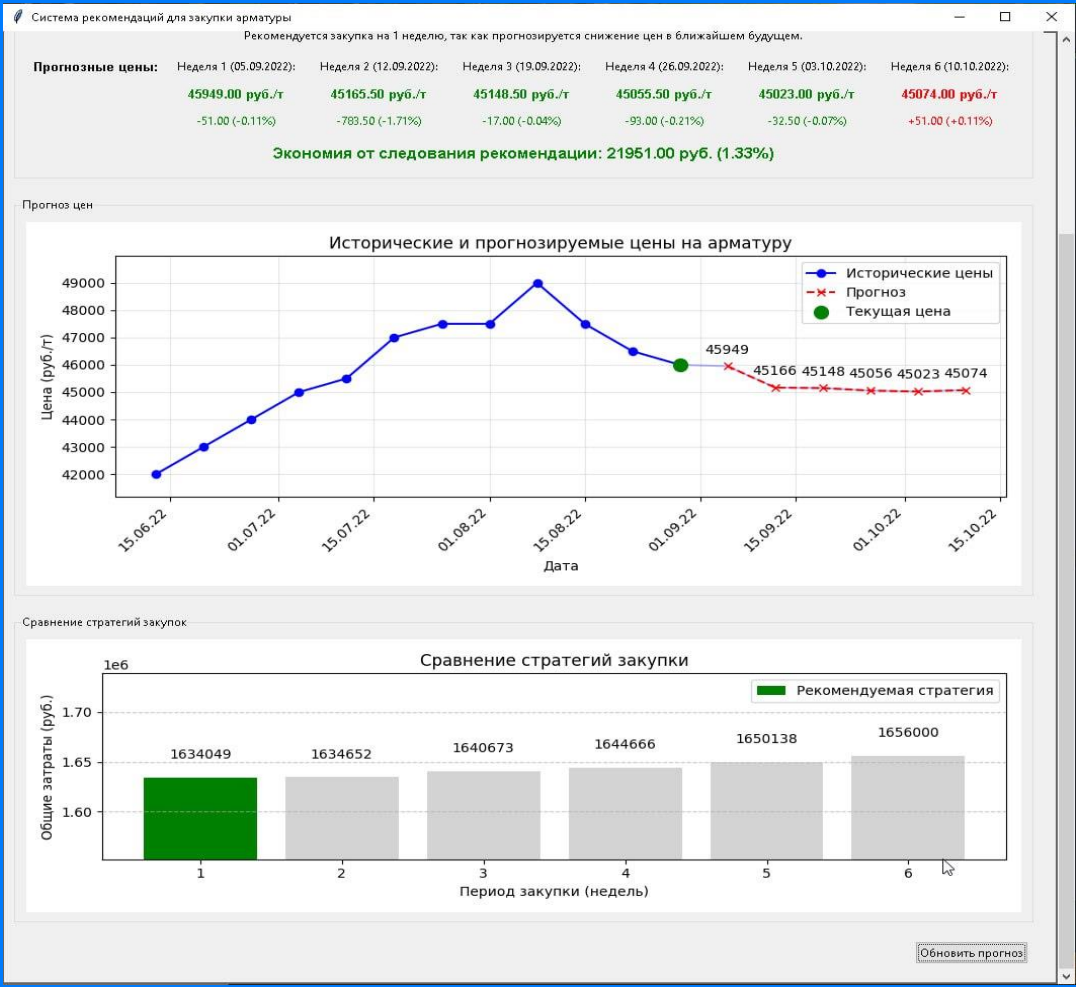 Система рекомендаций для закупки арматуры
Рекомендуется закупка на 1 неделю, так как прогнозируется снижение цен в ближайшем будущем.
Прогнозные цены: Неделя 1 (05.09.2022): Неделя 2 (12.09.2022): Неделя 3 (19.09.2022): Неделя 4 (26.09.2022): Неделя 5 (03.10.2022): Неделя 6 (10.10.2022):
45949.00 руб./т 45165.50 руб./т 45148.50 руб./т 45055.50 руб./т 45023.00 руб./т 45074.00 руб./т
-51.00 (-0.11%) -783.50 (-1.71%) -17.00 (-0.04%) -93.00 (-0.21%) -32.50 (-0.07%) +51.00 (+0.11%)
Экономия от следования рекомендации: 21951.00 руб. (1.33%)
Прогноз цен
Исторические и прогнозируемые цены на арматуру
Исторические цены
Прогноз
Текущая цена
Цена (руб./т)
49000
48000
47000
46000
45000
44000
43000
42000
45949
45166 45148 45056 45023 45074
15.06.22 01.07.22 15.07.22 01.08.22 15.08.22 01.09.22 15.09.22 01.10.22 15.10.22
Дата
Сравнение стратегий закупок
Сравнение стратегий закупки
1e6
Рекомендуемая стратегия
Общие затраты (руб.)
1.70
1.65
1.60
1634049 1634652 1640673 1644666 1650138 1656000
1 2 3 4 5 6
Период закупки (недель)
Обновить прогноз